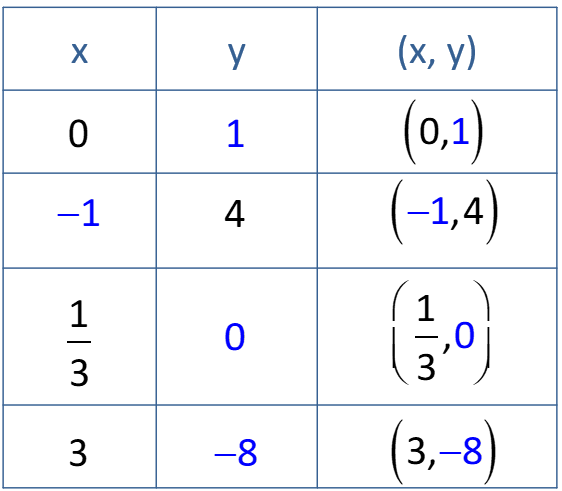 x y (x, y)
0 1 (0,1)
−1 4 (−1,4)
1/3 0 (1/3,0)
3 −8 (3,−8)